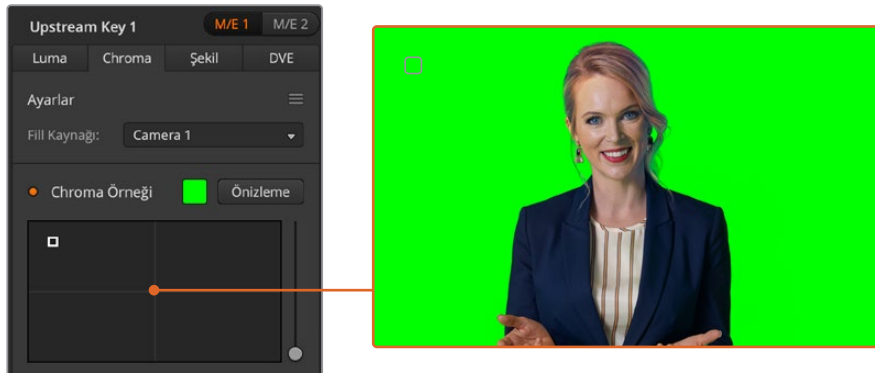 Upstream Key 1 M/E 1 M/E 2
Luma Chroma Şekil DVE
Ayarlar
Fill Kaynağı: Camera 1
Chroma Örneği Önizleme